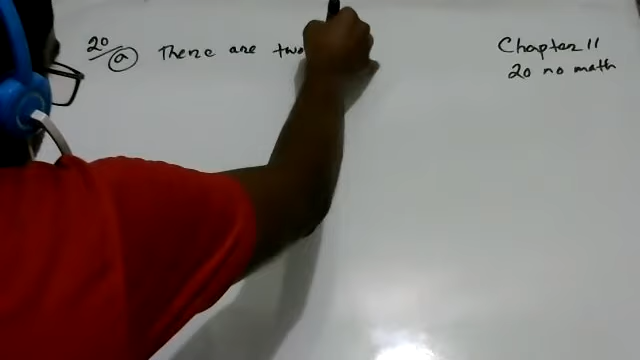 20/ⓐ There are two
Chapter 11
20 no math